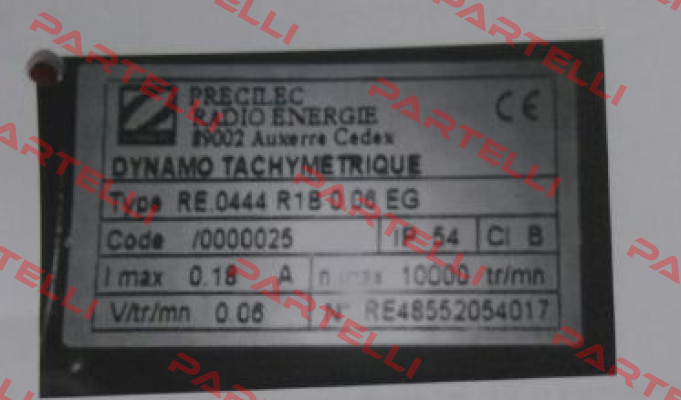 PRECILEC
RADIO ENERGIE
89002 Auxerre Cedex
CE
DYNAMO TACHYMETRIQUE
Type RE.0444 R1B 0.06 EG
Code /0000025 IP 54 Cl B
I max 0.18 A n max 10000 tr/mn
V/tr/mn 0.06 N° RE48552054017
PARTELLI
PARTELLI
PARTELLI
PARTELLI
PARTELLI
PARTELLI
PARTELLI